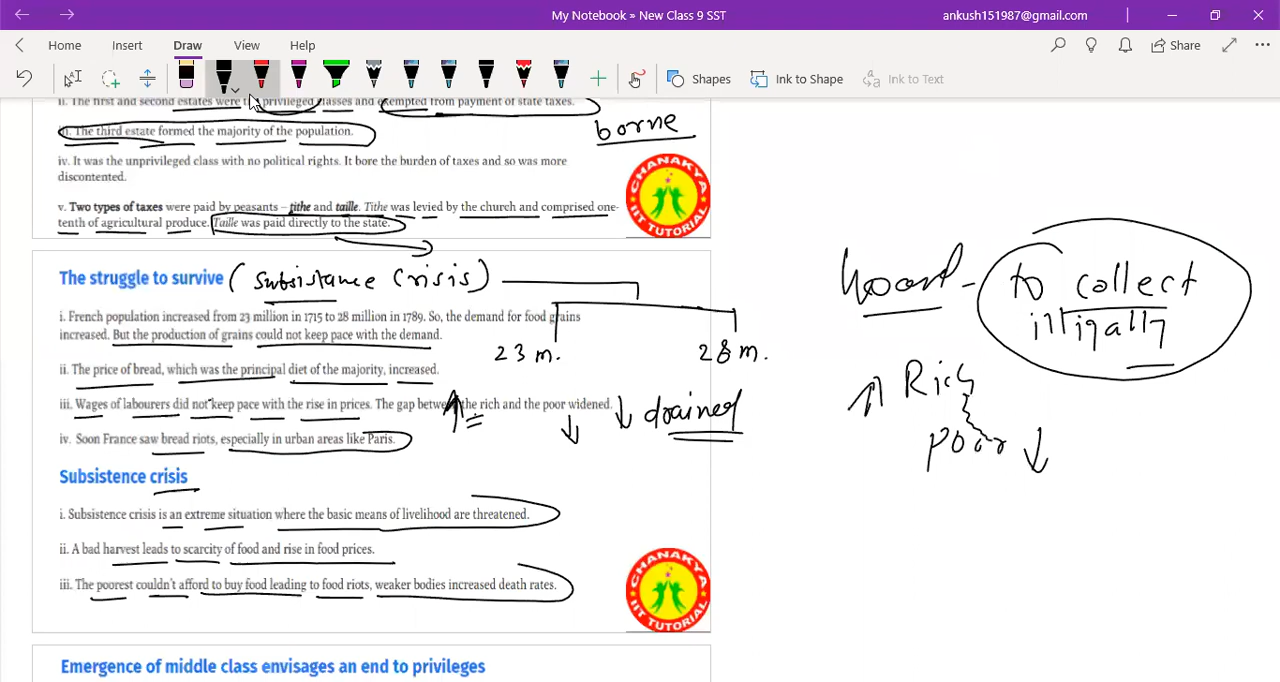 My Notebook » New Class 9 SST
ankush151987@gmail.com
Home Insert Draw View Help
Share
Shapes
Ink to Shape
Ink to Text
ii. The first and second estates were the privileged classes and exempted from payment of state taxes.
iii. The third estate formed the majority of the population.
borne
iv. It was the unprivileged class with no political rights. It bore the burden of taxes and so was more
discontented.
v. Two types of taxes were paid by peasants – tithe and taille. Tithe was levied by the church and comprised one-
tenth of agricultural produce. Taille was paid directly to the state.
CHANAKYA
IIT TUTORIAL
The struggle to survive (Subsistance Crisis)
i. French population increased from 23 million in 1715 to 28 million in 1789. So, the demand for food grains
increased. But the production of grains could not keep pace with the demand.
23 m. 28 m.
ii. The price of bread, which was the principal diet of the majority, increased.
iii. Wages of labourers did not keep pace with the rise in prices. The gap between the rich and the poor widened.
drained
iv. Soon France saw bread riots, especially in urban areas like Paris.
- to collect
illigally
Rich
Poor
Subsistence crisis
i. Subsistence crisis is an extreme situation where the basic means of livelihood are threatened.
ii. A bad harvest leads to scarcity of food and rise in food prices.
iii. The poorest couldn't afford to buy food leading to food riots, weaker bodies increased death rates.
CHANAKYA
IIT TUTORIAL
Emergence of middle class envisages an end to privileges